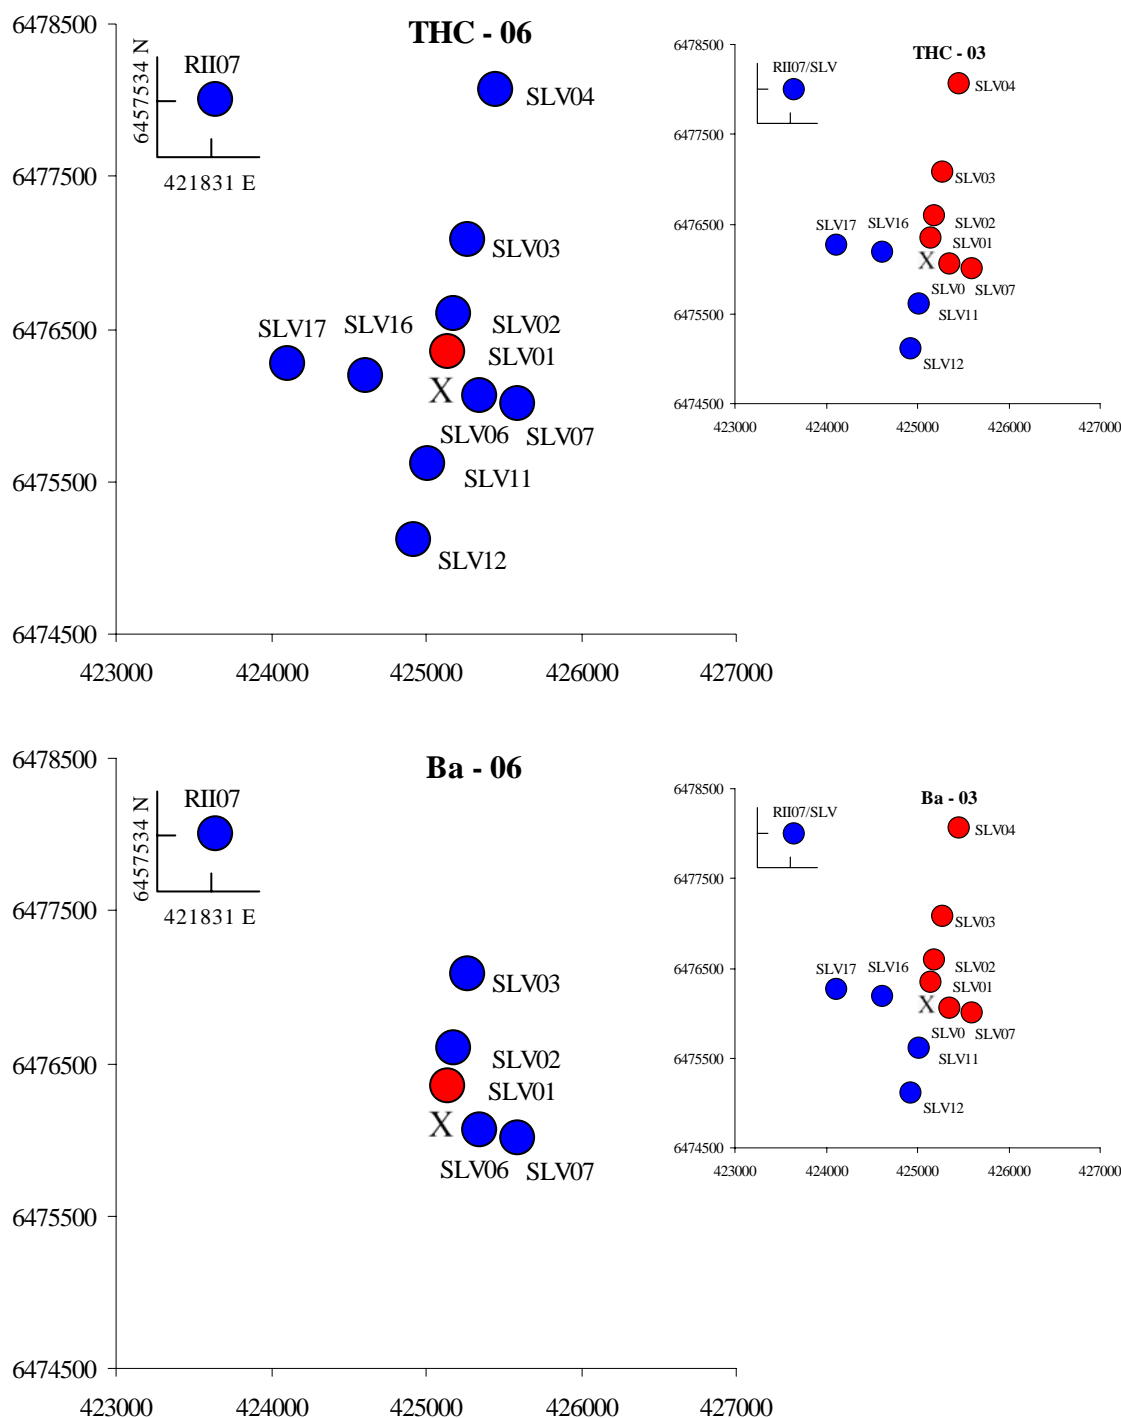 THC - 06
6478500
6477500
6476500
6475500
6474500
423000 424000 425000 426000 427000
6457534 N
421831 E
RII07
SLV04
SLV03
SLV02
SLV17 SLV16
SLV01
X
SLV06 SLV07
SLV11
SLV12
THC - 03
6478500
6477500
6476500
6475500
6474500
423000 424000 425000 426000 427000
RII07/SLV
SLV04
SLV03
SLV17 SLV16 SLV02
SLV01
X
SLV0 SLV07
SLV11
SLV12
Ba - 06
6478500
6477500
6476500
6475500
6474500
423000 424000 425000 426000 427000
6457534 N
421831 E
RII07
SLV03
SLV02
SLV01
X
SLV06 SLV07
Ba - 03
6478500
6477500
6476500
6475500
6474500
423000 424000 425000 426000 427000
RII07/SLV
SLV04
SLV03
SLV17 SLV16 SLV02
SLV01
X
SLV0 SLV07
SLV11
SLV12